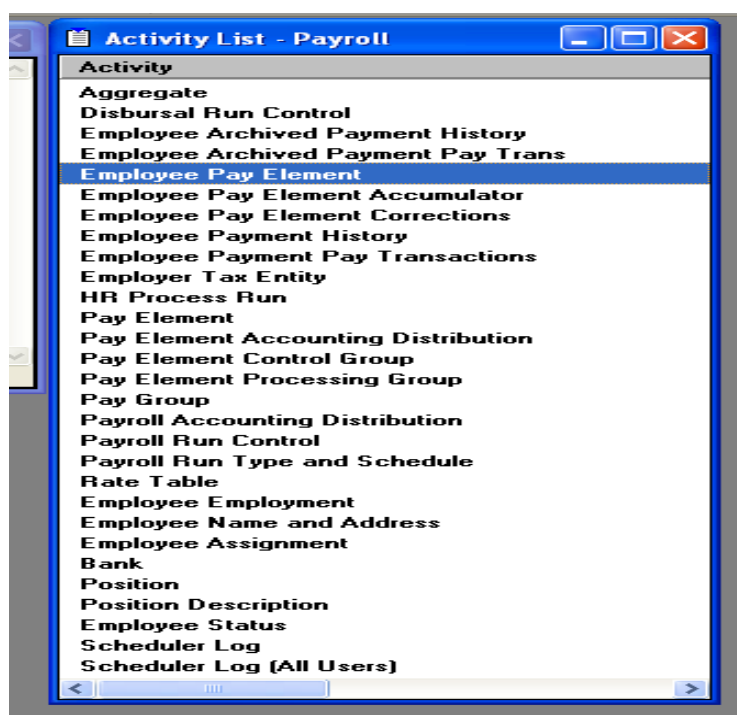 Activity List - Payroll
Activity
Aggregate
Disbursal Run Control
Employee Archived Payment History
Employee Archived Payment Pay Trans
Employee Pay Element
Employee Pay Element Accumulator
Employee Pay Element Corrections
Employee Payment History
Employee Payment Pay Transactions
Employer Tax Entity
HR Process Run
Pay Element
Pay Element Accounting Distribution
Pay Element Control Group
Pay Element Processing Group
Pay Group
Payroll Accounting Distribution
Payroll Run Control
Payroll Run Type and Schedule
Rate Table
Employee Employment
Employee Name and Address
Employee Assignment
Bank
Position
Position Description
Employee Status
Scheduler Log
Scheduler Log (All Users)